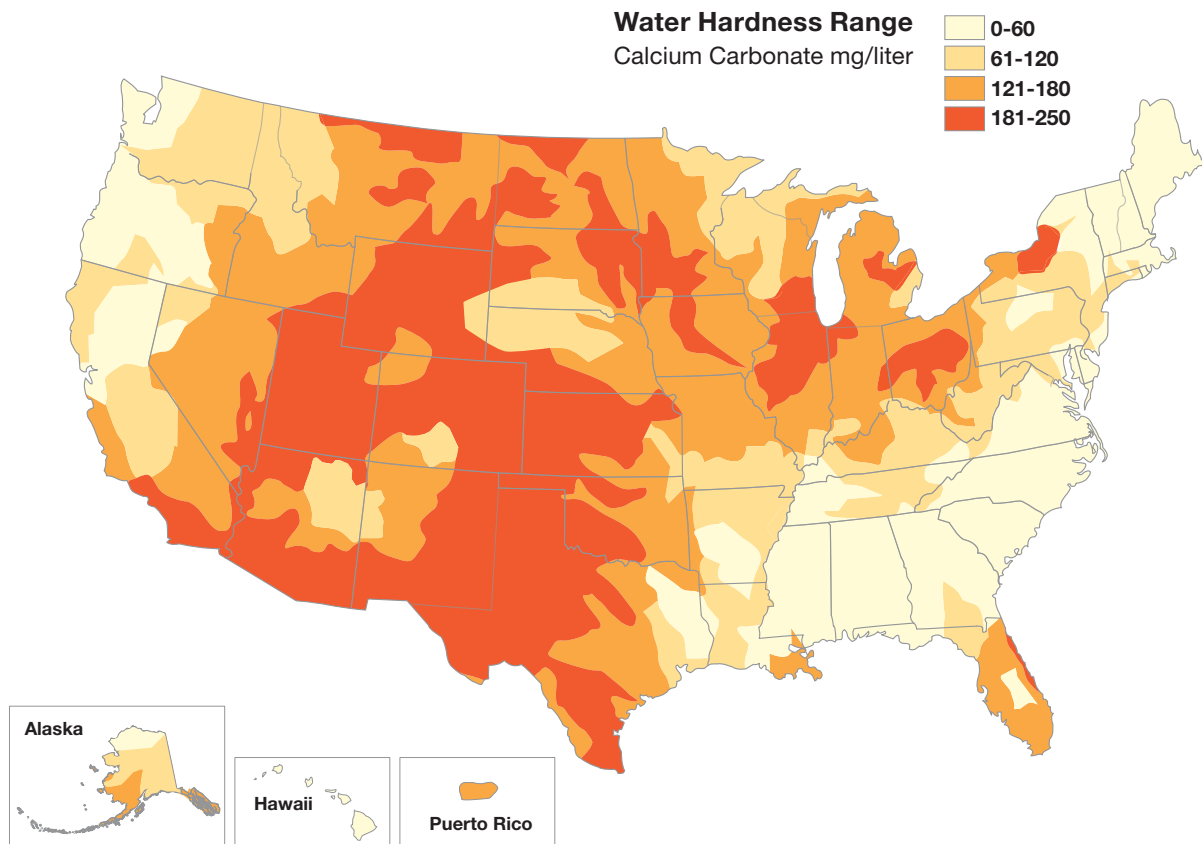 Water Hardness Range
Calcium Carbonate mg/liter
0-60
61-120
121-180
181-250
Alaska
Hawaii
Puerto Rico